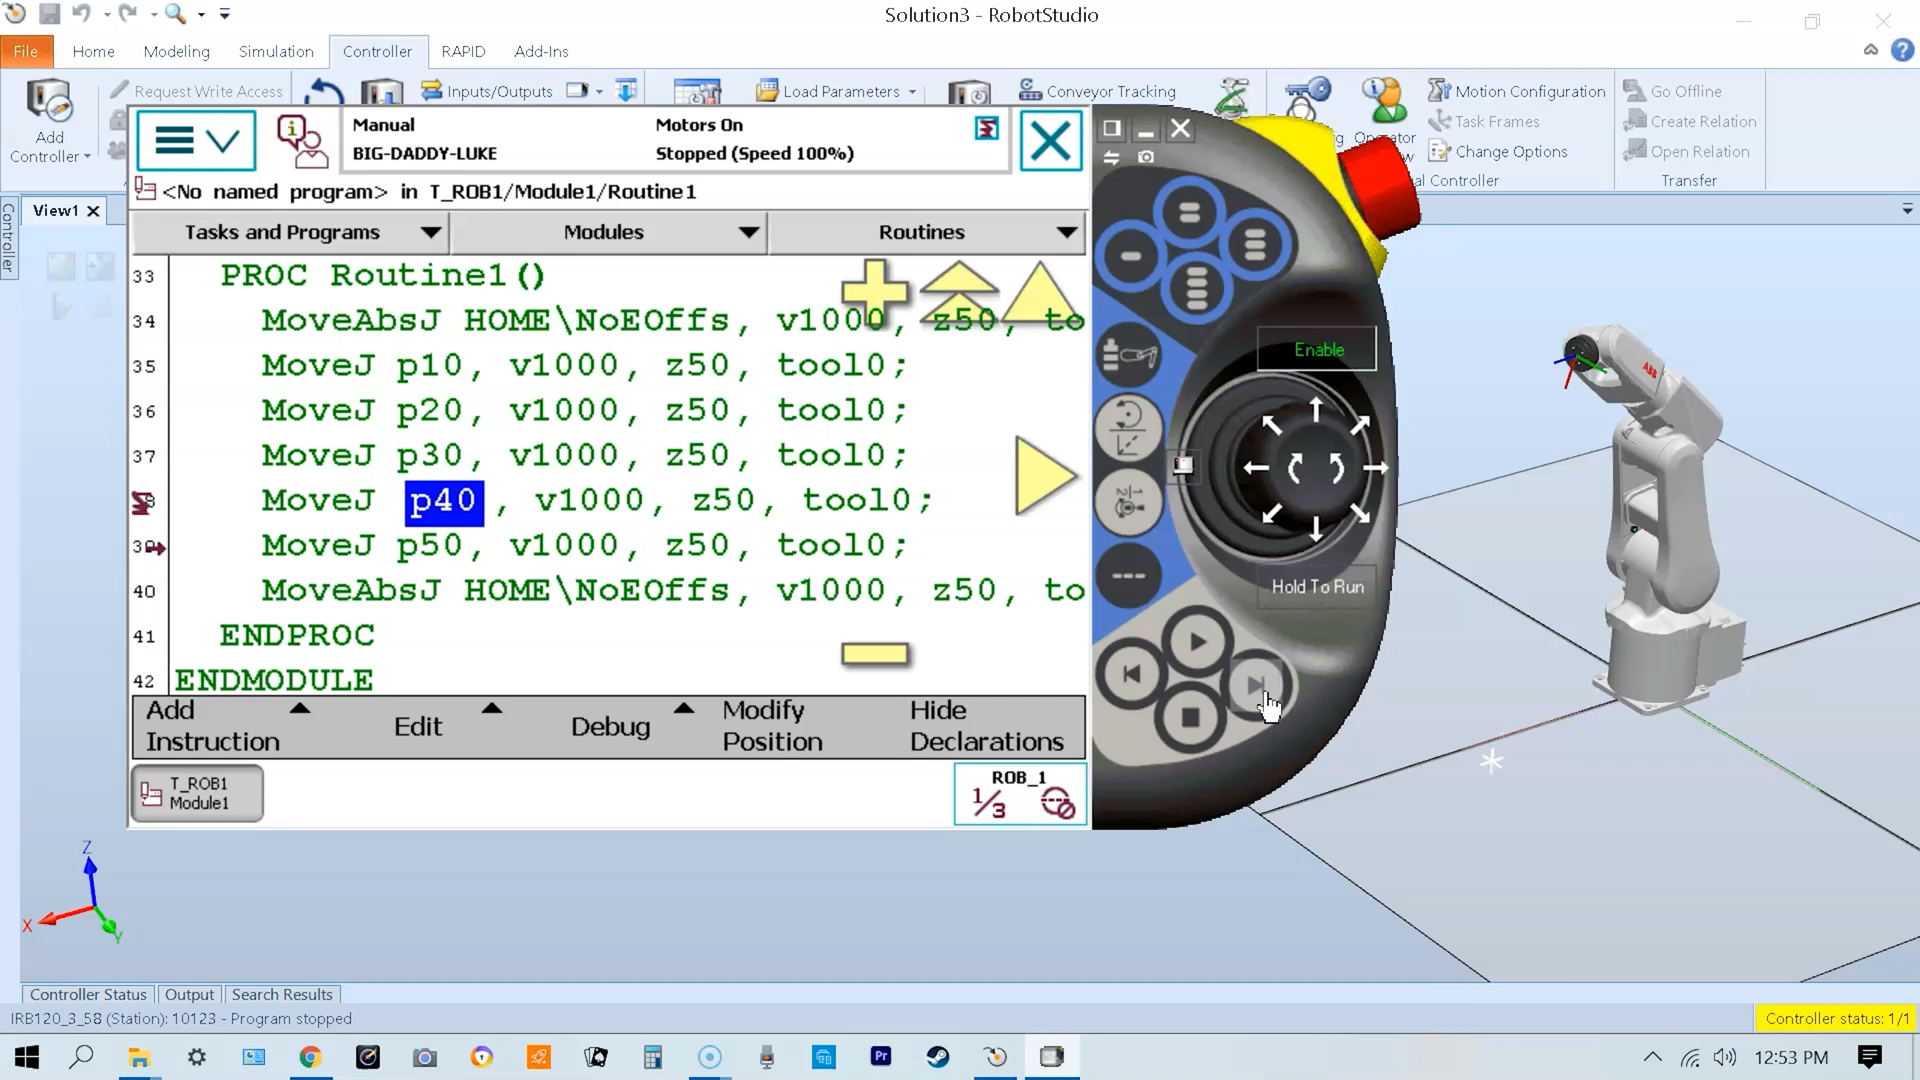 Solution3 - RobotStudio
File
Home
Modeling
Simulation
Controller
RAPID
Add-Ins
Add
Controller
Request Write Access
Inputs/Outputs
Load Parameters
Conveyor Tracking
Operator
Motion Configuration
Task Frames
Change Options
al Controller
Go Offline
Create Relation
Open Relation
Transfer
Controller
View1
Manual
BIG-DADDY-LUKE
Motors On
Stopped (Speed 100%)
<No named program> in T_ROB1/Module1/Routine1
Tasks and Programs
Modules
Routines
33 PROC Routine1()
34 MoveAbsJ HOME\NoEOffs, v1000, z50, to
35 MoveJ p10, v1000, z50, tool0;
36 MoveJ p20, v1000, z50, tool0;
37 MoveJ p30, v1000, z50, tool0;
MoveJ p40, v1000, z50, tool0;
39 MoveJ p50, v1000, z50, tool0;
40 MoveAbsJ HOME\NoEOffs, v1000, z50, to
41 ENDPROC
42 ENDMODULE
Add
Instruction
Edit
Debug
Modify
Position
Hide
Declarations
T_ROB1
Module1
ROB_1
1/3
Enable
Hold To Run
ABB
Z
X
Y
Controller Status
Output
Search Results
IRB120_3_58 (Station): 10123 - Program stopped
Controller status: 1/1
Pr
12:53 PM